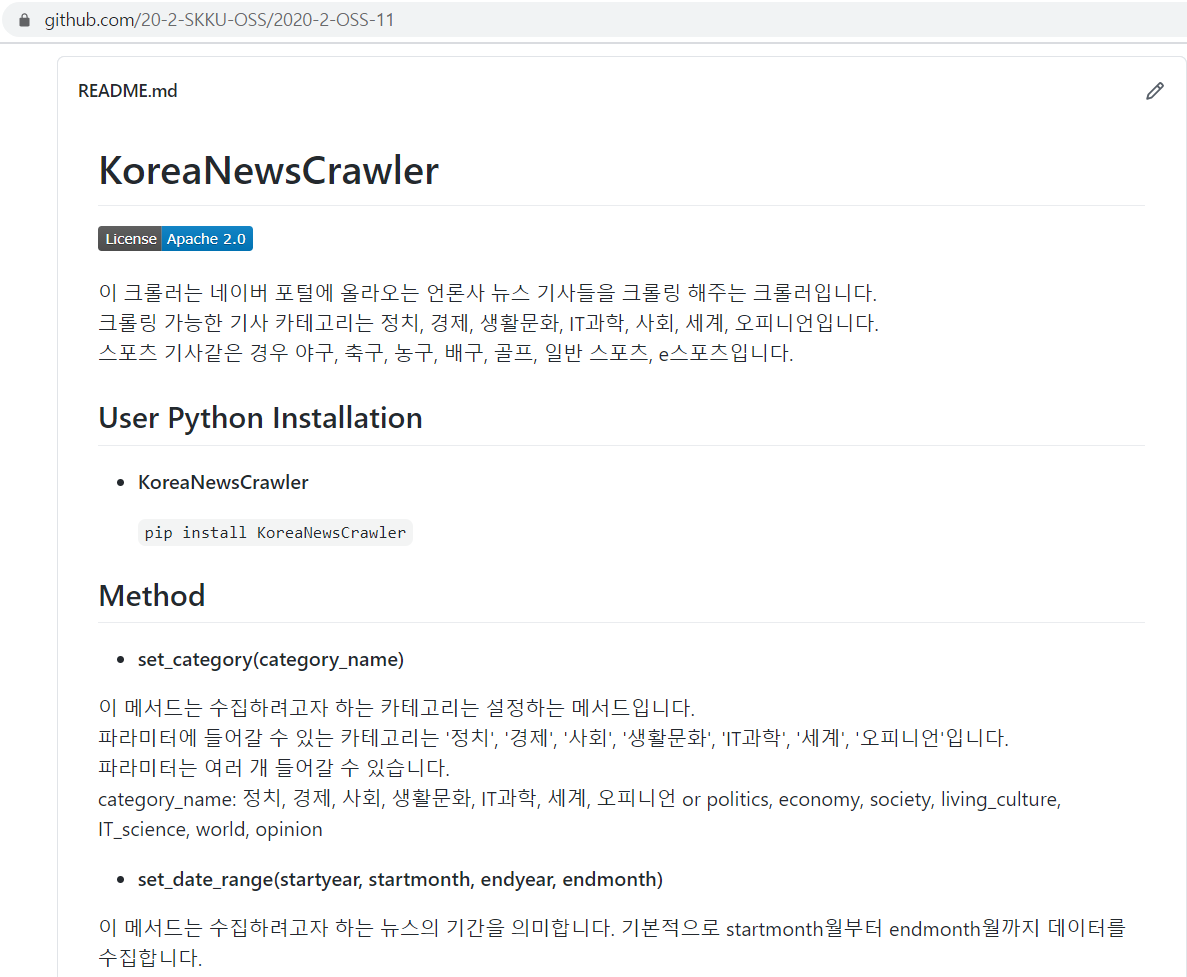 github.com/20-2-SKKU-OSS/2020-2-OSS-11
README.md
KoreaNewsCrawler
License Apache 2.0
이 크롤러는 네이버 포털에 올라오는 언론사 뉴스 기사들을 크롤링 해주는 크롤러입니다.
크롤링 가능한 기사 카테고리는 정치, 경제, 생활문화, IT과학, 사회, 세계, 오피니언입니다.
스포츠 기사같은 경우 야구, 축구, 농구, 배구, 골프, 일반 스포츠, e스포츠입니다.
User Python Installation
• KoreaNewsCrawler
pip install KoreaNewsCrawler
Method
• set_category(category_name)
이 메서드는 수집하려고자 하는 카테고리는 설정하는 메서드입니다.
파라미터에 들어갈 수 있는 카테고리는 '정치', '경제', '사회', '생활문화', 'IT과학', '세계', '오피니언'입니다.
파라미터는 여러 개 들어갈 수 있습니다.
category_name: 정치, 경제, 사회, 생활문화, IT과학, 세계, 오피니언 or politics, economy, society, living_culture,
IT_science, world, opinion
• set_date_range(startyear, startmonth, endyear, endmonth)
이 메서드는 수집하려고자 하는 뉴스의 기간을 의미합니다. 기본적으로 startmonth월부터 endmonth월까지 데이터를
수집합니다.